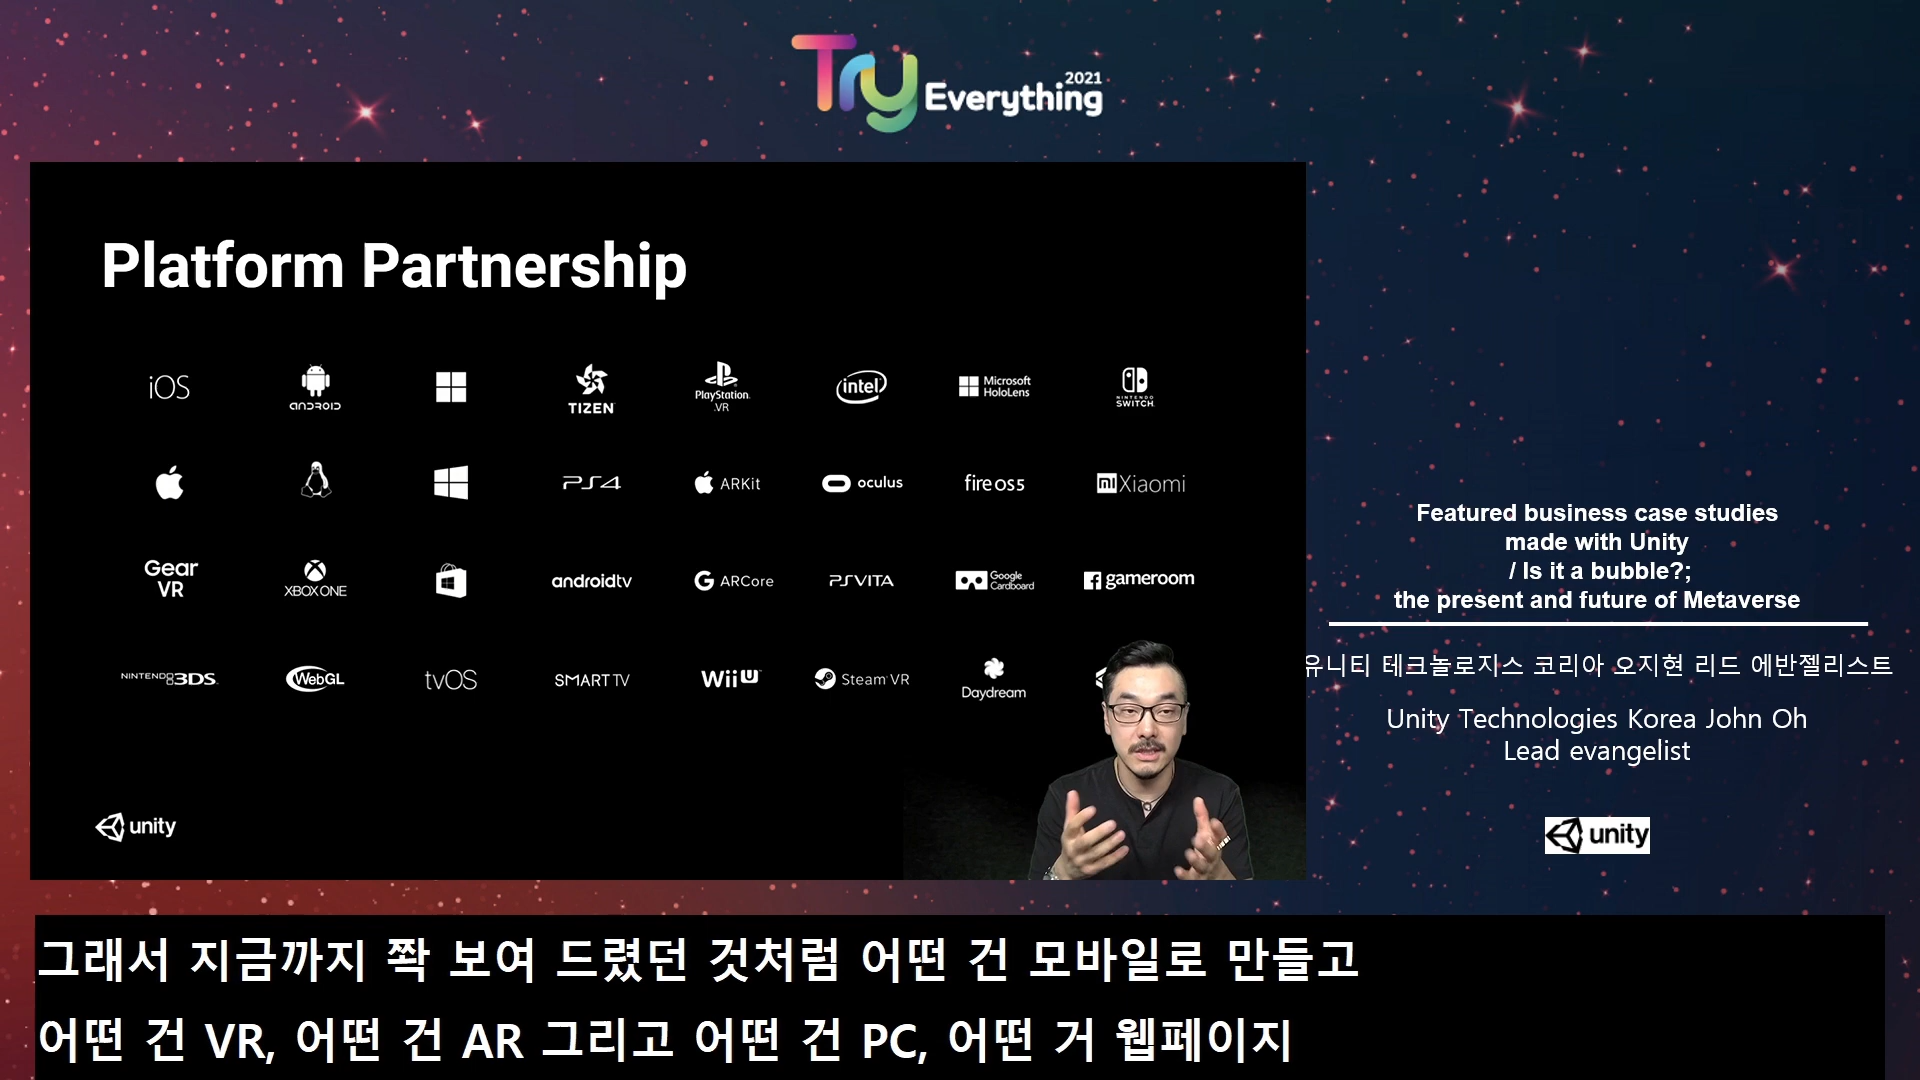 Try Everything 2021
Platform Partnership
iOS
ANDROID
TIZEN
PlayStation VR
intel
Microsoft HoloLens
NINTENDO SWITCH
PS4
ARKit
oculus
fire os5
mi Xiaomi
Gear VR
XBOX ONE
androidtv
G ARCore
PSVITA
Google Cardboard
f gameroom
NINTENDO 3DS
WebGL
tvOS
SMART TV
Wii U
Steam VR
Daydream
unity
Featured business case studies
made with Unity
/ Is it a bubble?;
the present and future of Metaverse
유니티 테크놀로지스 코리아 오지현 리드 에반젤리스트
Unity Technologies Korea John Oh
Lead evangelist
unity
그래서 지금까지 쫙 보여 드렸던 것처럼 어떤 건 모바일로 만들고
어떤 건 VR, 어떤 건 AR 그리고 어떤 건 PC, 어떤 거 웹페이지